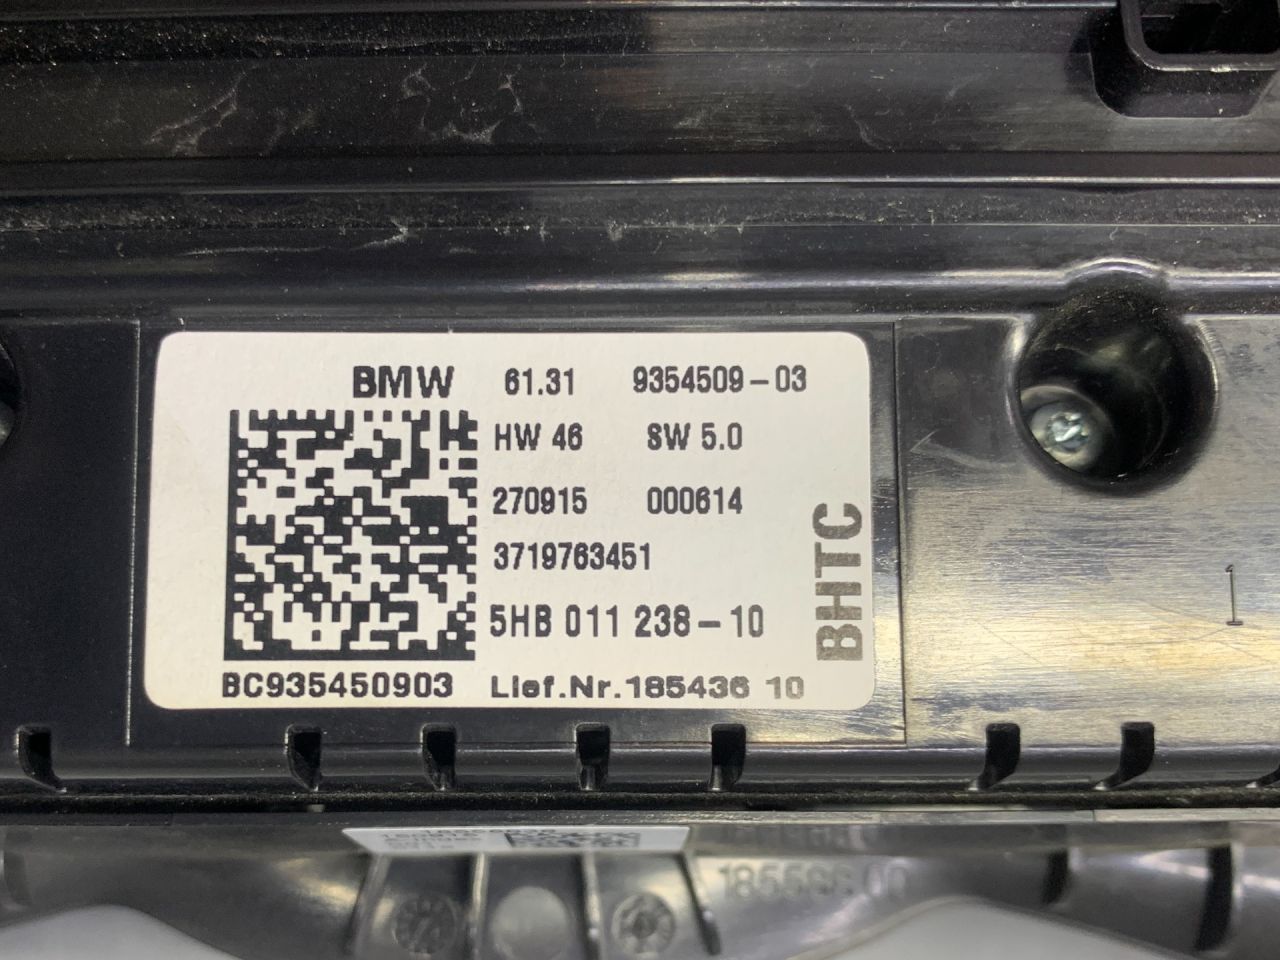 BMW 61.31 9354509-03
HW 46 SW 5.0
270915 000614
3719763451
5HB 011 238-10
BC935450903 Lief.Nr.185436 10
BHTC
1